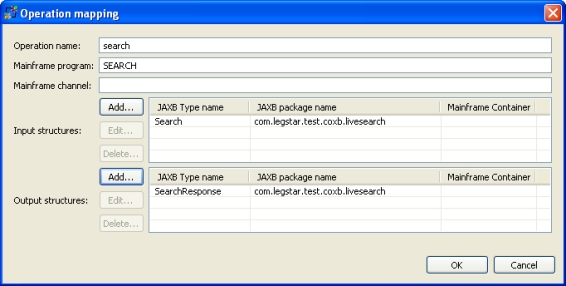 Operation mapping
Operation name: search
Mainframe program: SEARCH
Mainframe channel:
Input structures:
Add...
Edit...
Delete...
JAXB Type name JAXB package name Mainframe Container
Search com.legstar.test.coxb.livesearch
Output structures:
Add...
Edit...
Delete...
JAXB Type name JAXB package name Mainframe Container
SearchResponse com.legstar.test.coxb.livesearch
OK Cancel